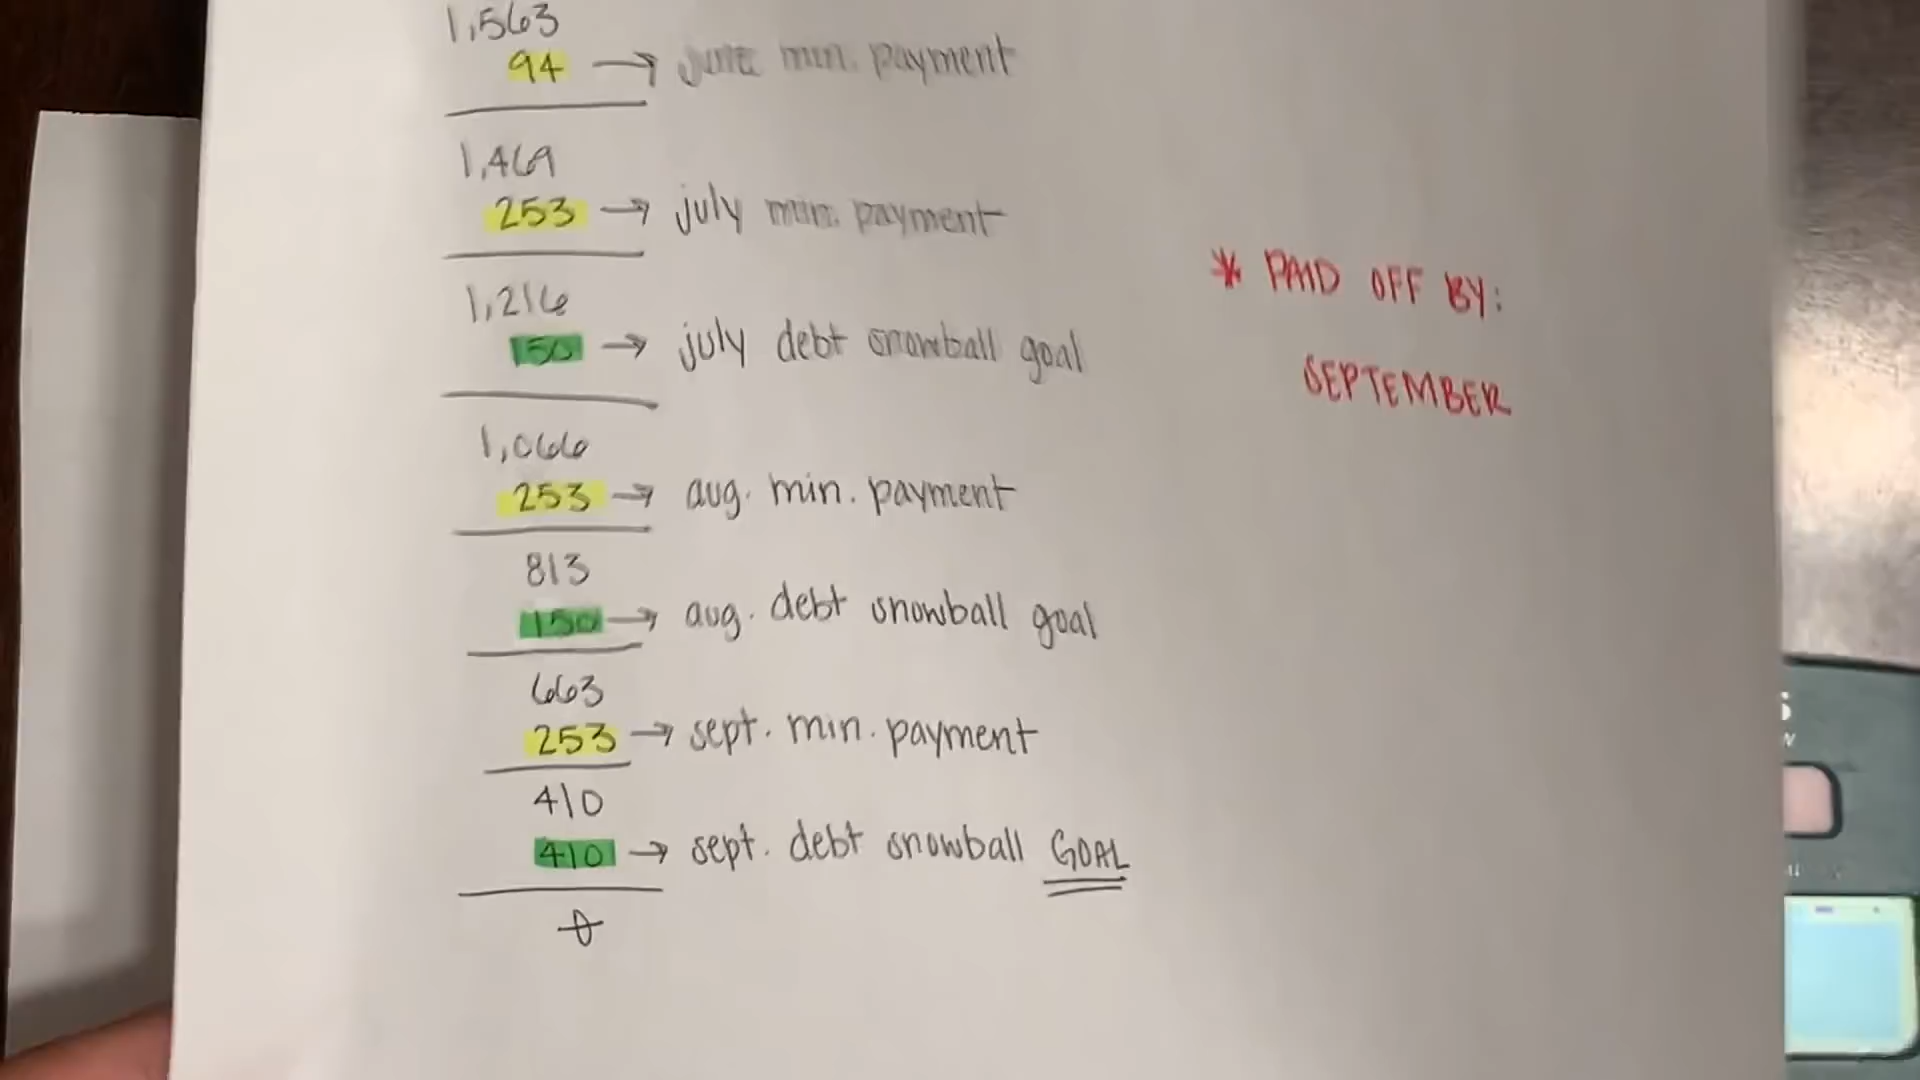 1,563
94 → june min. payment
1,469
253 → july min. payment
1,216
150 → july debt snowball goal
1,066
253 → aug. min. payment
813
150 → aug. debt snowball goal
663
253 → sept. min. payment
410
410 → sept. debt snowball GOAL
0
* PAID OFF BY:
SEPTEMBER